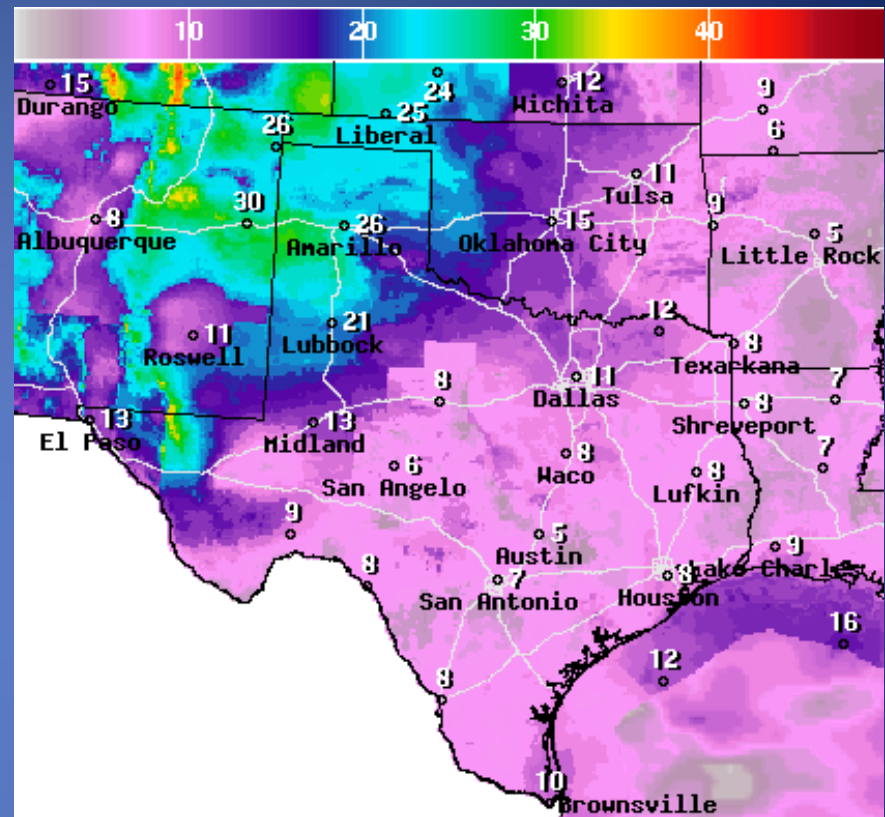 10 20 30 40
15
Durango
24
12
Wichita
9
25
Liberal
26
6
11
Tulsa
8
Albuquerque
30
26
Amarillo
15
Oklahoma City
9
5
Little Rock
11
Roswell
21
Lubbock
12
8
Texarkana
11
Dallas
8
8
Shreveport
7
13
El Paso
13
Midland
6
San Angelo
8
Waco
8
Lufkin
7
9
5
Austin
9
Lake Charles
8
7
San Antonio
8
Houston
16
12
8
10
Brownsville